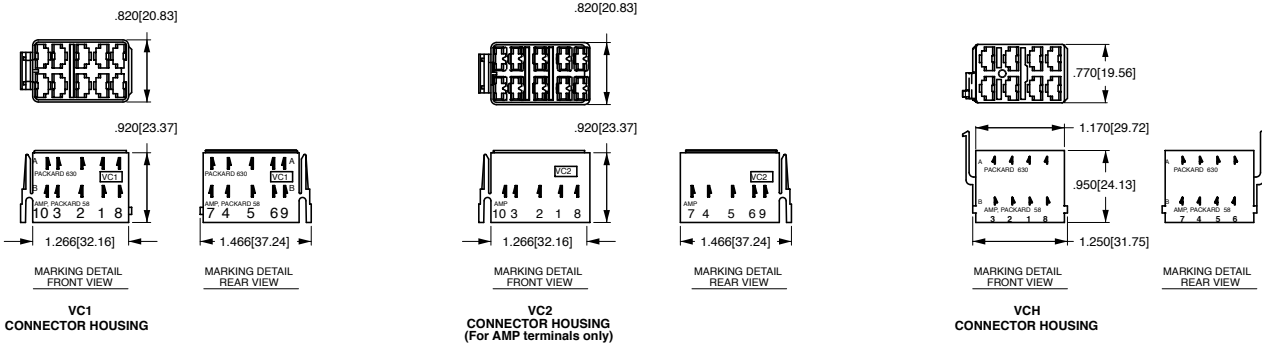 .820[20.83]
.920[23.37]
A
PACKARD 630
VC1
B
AMP, PACKARD 58
10 3 2 1 8
1.266[32.16]
MARKING DETAIL
FRONT VIEW
A
PACKARD 630
VC1
B
AMP, PACKARD 58
7 4 5 6 9
1.466[37.24]
MARKING DETAIL
REAR VIEW
VC1
CONNECTOR HOUSING
.820[20.83]
.920[23.37]
VC2
AMP
10 3 2 1 8
1.266[32.16]
MARKING DETAIL
FRONT VIEW
VC2
AMP
7 4 5 6 9
1.466[37.24]
MARKING DETAIL
REAR VIEW
VC2
CONNECTOR HOUSING
(For AMP terminals only)
.770[19.56]
1.170[29.72]
A
PACKARD 630
.950[24.13]
B
AMP, PACKARD 58
3 2 1 8
1.250[31.75]
MARKING DETAIL
FRONT VIEW
A
PACKARD 630
B
AMP, PACKARD 58
7 4 5 6
MARKING DETAIL
REAR VIEW
VCH
CONNECTOR HOUSING